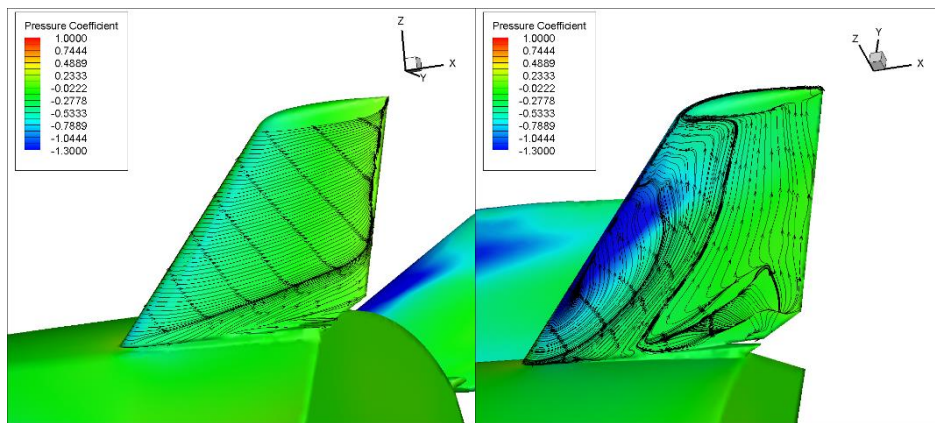 Pressure Coefficient
1.0000
0.7444
0.4889
0.2333
-0.0222
-0.2778
-0.5333
-0.7889
-1.0444
-1.3000
Z
X
Y
Pressure Coefficient
1.0000
0.7444
0.4889
0.2333
-0.0222
-0.2778
-0.5333
-0.7889
-1.0444
-1.3000
Y
Z
X